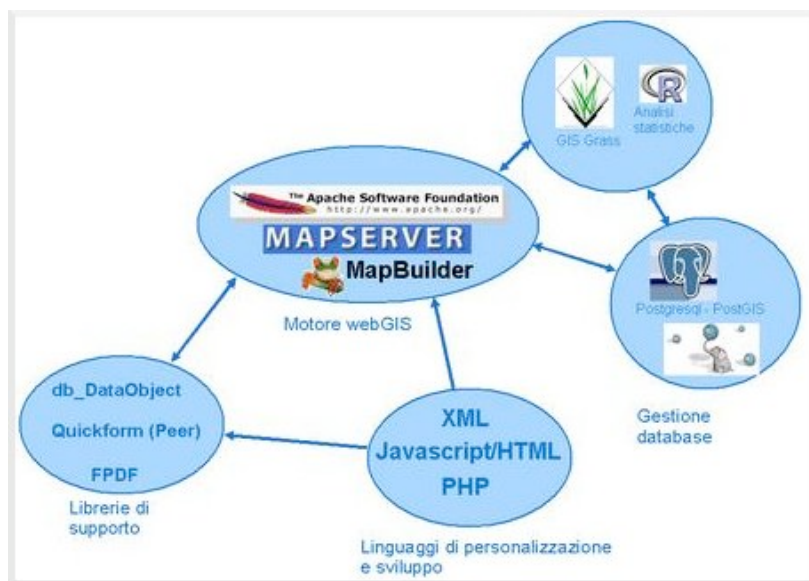 GIS Grass
R
Analisi
statistiche
The Apache Software Foundation
http://www.apache.org/
MAPSERVER
MapBuilder
Motore webGIS
Postgresql - PostGIS
Gestione
database
db_DataObject
Quickform (Peer)
FPDF
Librerie di
supporto
XML
Javascript/HTML
PHP
Linguaggi di personalizzazione
e sviluppo